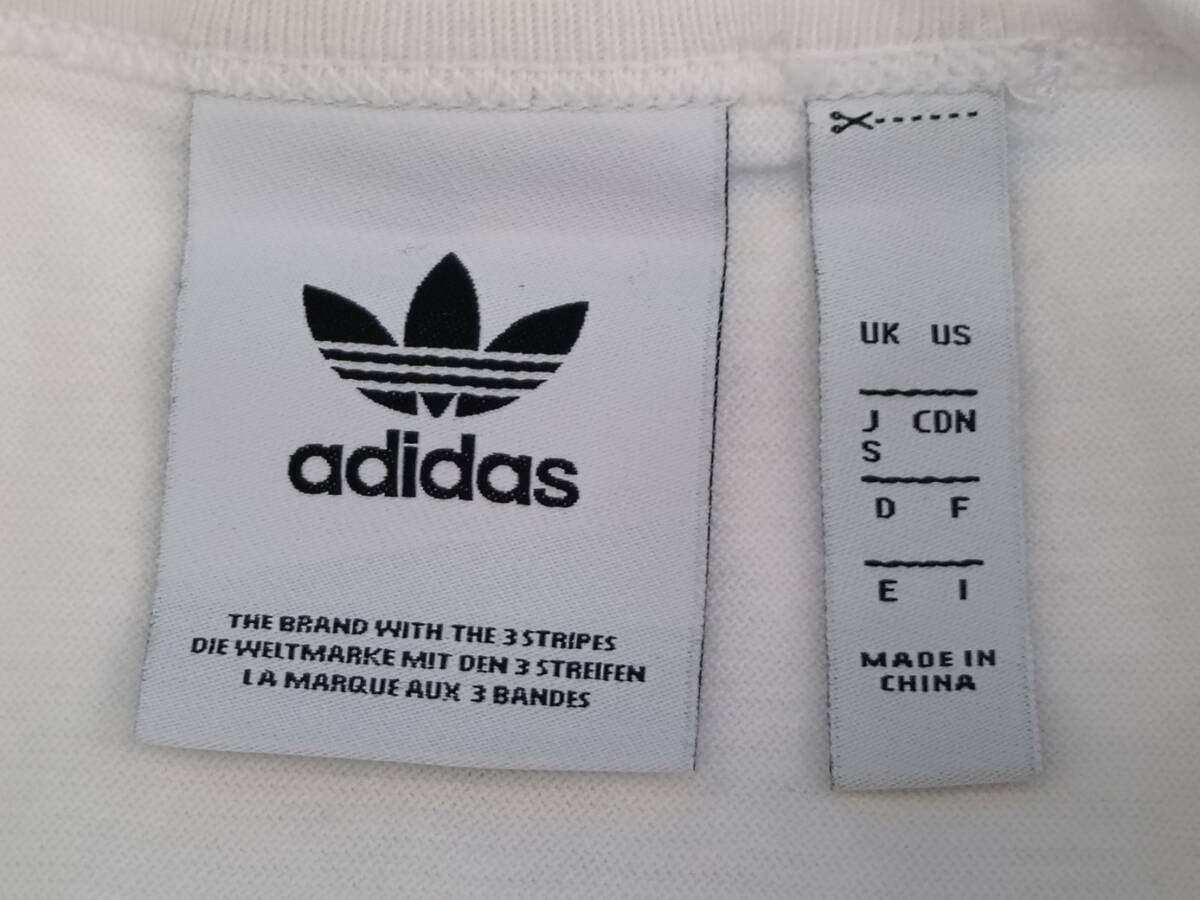 adidas
THE BRAND WITH THE 3 STRIPES
DIE WELTMARKE MIT DEN 3 STREIFEN
LA MARQUE AUX 3 BANDES
UK US
J CDN
S
D F
E I
MADE IN
CHINA